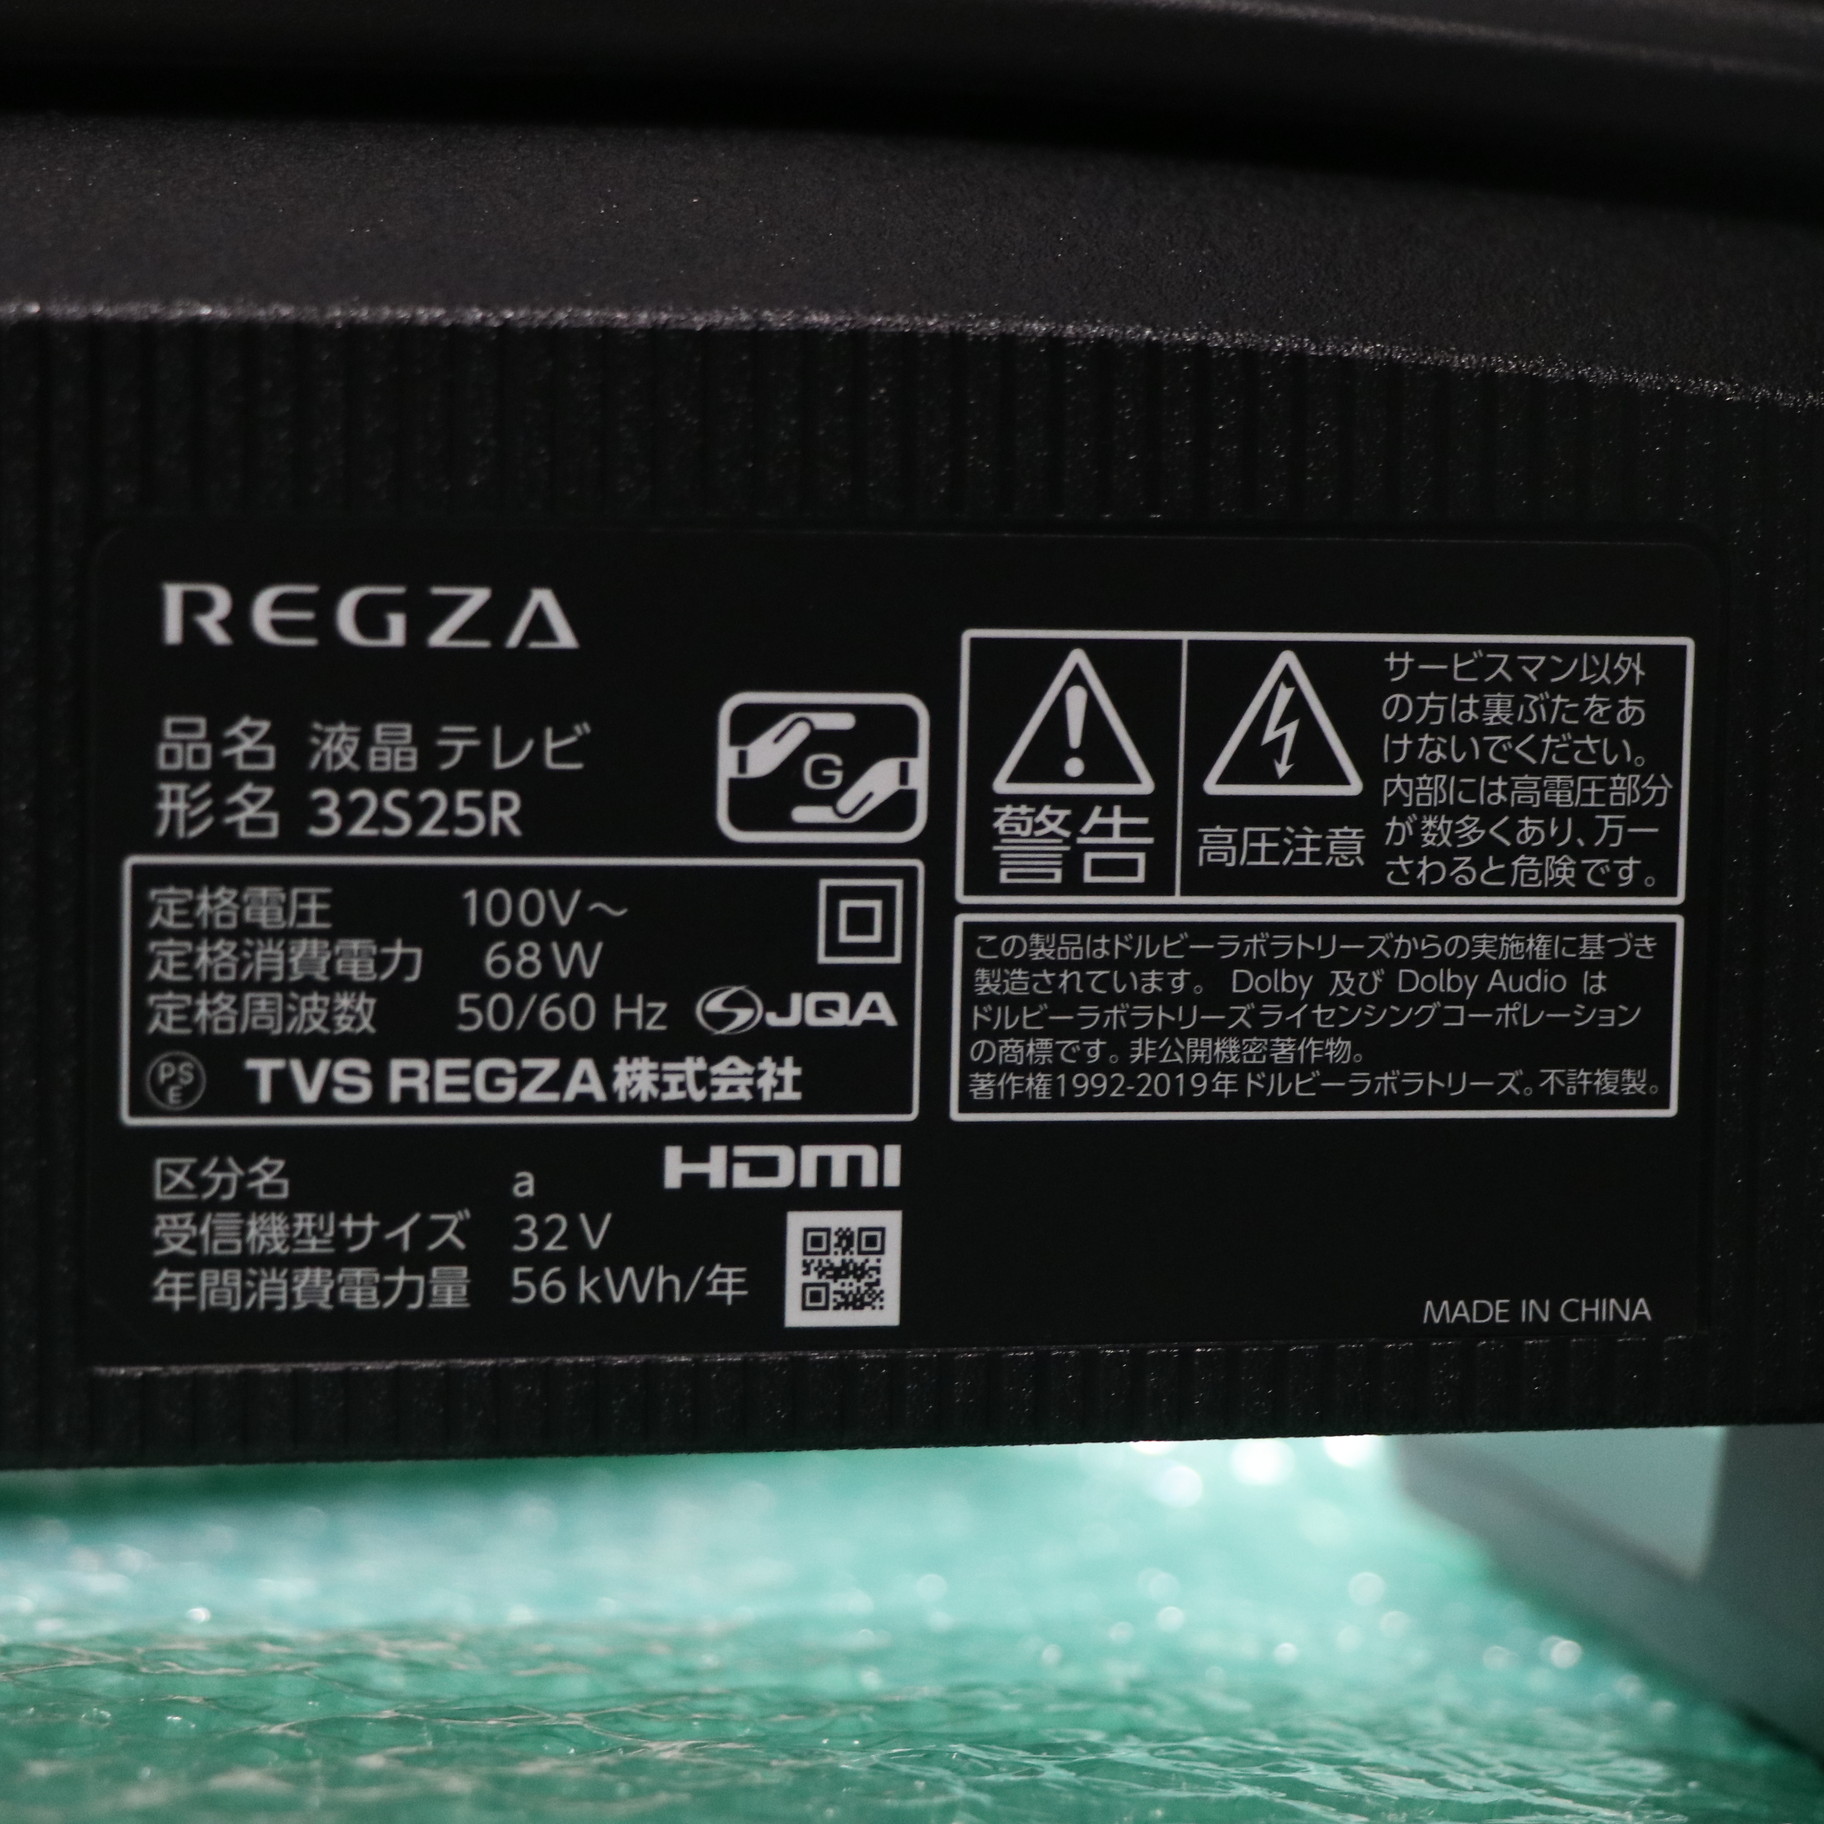 REGZA
品名 液晶テレビ
形名 32S25R
G
定格電圧 100V～
定格消費電力 68W
定格周波数 50/60 Hz
JQA
PS
E
TVS REGZA株式会社
区分名 a
受信機型サイズ 32V
年間消費電力量 56kWh/年
HDMI
警告
高圧注意
サービスマン以外
の方は裏ぶたをあ
けないでください。
内部には高電圧部分
が数多くあり、万一
さわると危険です。
この製品はドルビーラボラトリーズからの実施権に基づき
製造されています。 Dolby 及び Dolby Audio は
ドルビーラボラトリーズライセンシングコーポレーション
の商標です。非公開機密著作物。
著作権1992-2019年ドルビーラボラトリーズ。不許複製。
MADE IN CHINA